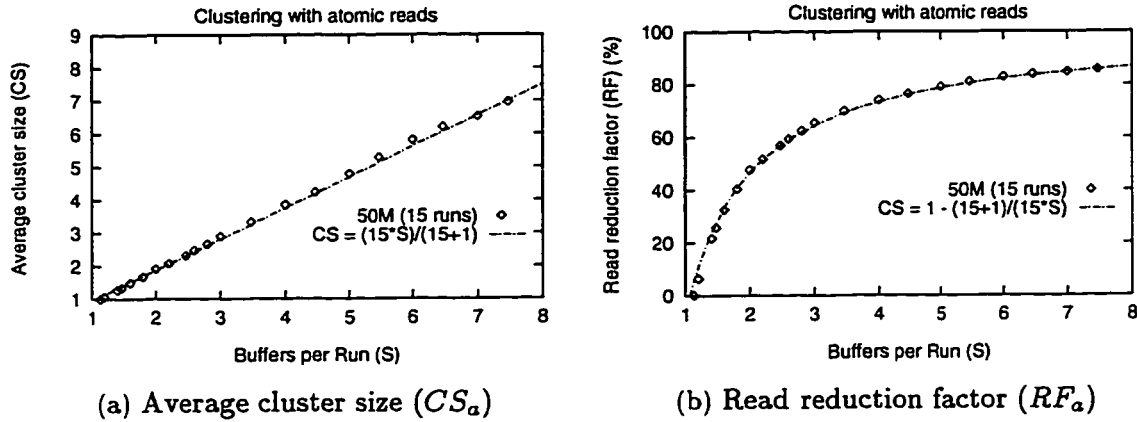 Clustering with atomic reads
9
8
7
6
5
4
3
2
1
Average cluster size (CS)
50M (15 runs)
CS = (15*S)/(15+1)
1 2 3 4 5 6 7 8
Buffers per Run (S)
(a) Average cluster size (CSa)
Clustering with atomic reads
100
80
60
40
20
0
Read reduction factor (RF) (%)
50M (15 runs)
CS = 1 - (15+1)/(15*S)
1 2 3 4 5 6 7 8
Buffers per Run (S)
(b) Read reduction factor (RFa)